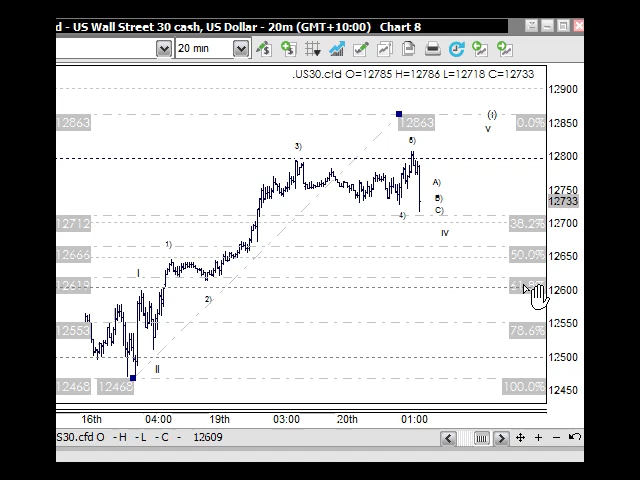 d - US Wall Street 30 cash, US Dollar - 20m (GMT+10:00) Chart 8
20 min
.US30.cfd O=12785 H=12786 L=12718 C=12733
12900
12863 12863 (i) 0.0% 12850
V
3) 5) 12800
A)
B) 12750
C) 12733
4)
12712 38.2% 12700
IV
1) 12666 50.0% 12650
I 12619 12600
2)
12553 78.6% 12550
12500
II
12468 12468 100.0% 12450
16th 04:00 19th 03:00 20th 01:00
S30.cfd O - H - L - C - 12609